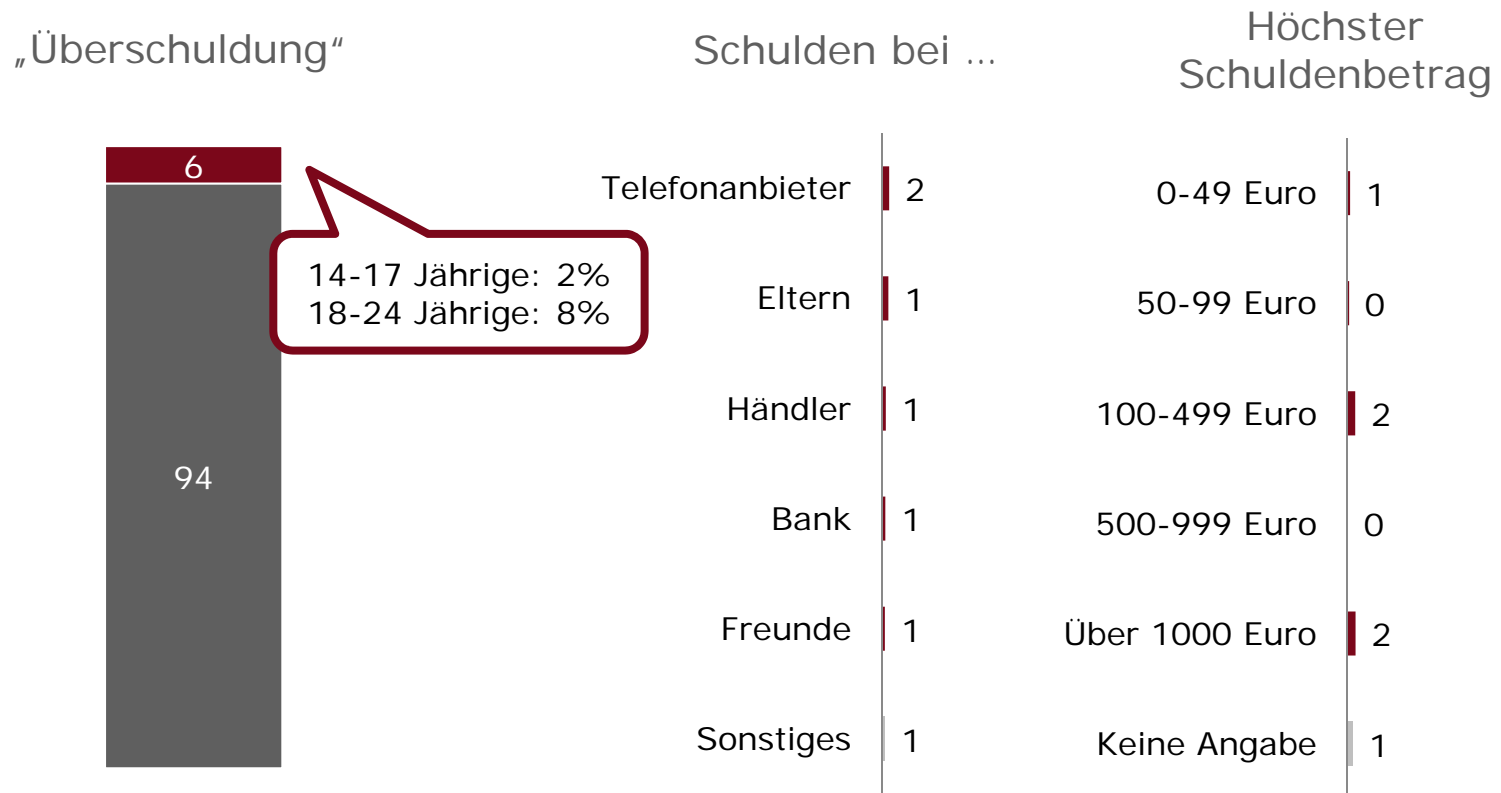 „Überschuldung“
6
94
14-17 Jährige: 2%
18-24 Jährige: 8%
Schulden bei …
Telefonanbieter 2
Eltern 1
Händler 1
Bank 1
Freunde 1
Sonstiges 1
Höchster
Schuldenbetrag
0-49 Euro 1
50-99 Euro 0
100-499 Euro 2
500-999 Euro 0
Über 1000 Euro 2
Keine Angabe 1